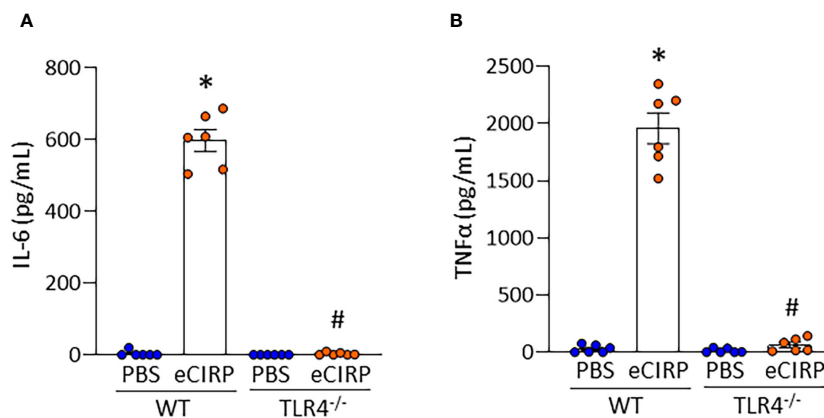 A
IL-6 (pg/mL)
800
600
400
200
0
*
#
PBS eCIRP PBS eCIRP
WT TLR4-/-
B
TNFα (pg/mL)
2500
2000
1500
1000
500
0
*
#
PBS eCIRP PBS eCIRP
WT TLR4-/-